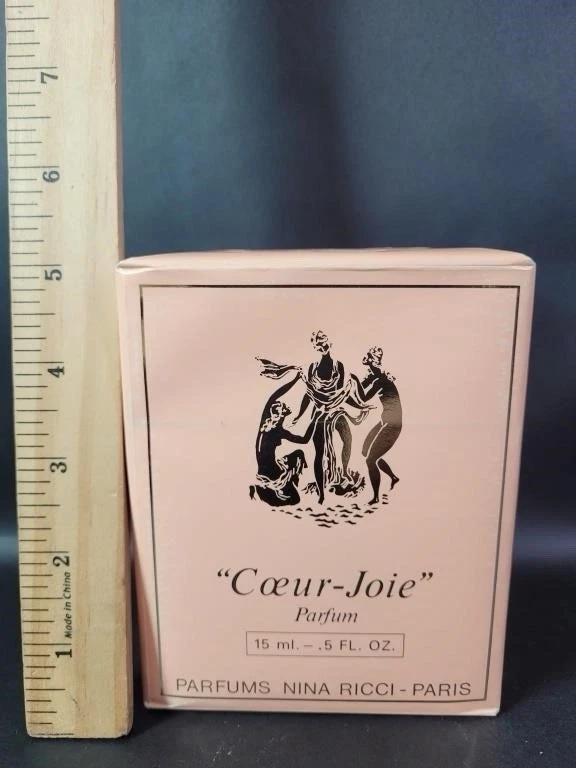 7
6
5
4
3
2
1
Made in China
“Cœur-Joie”
Parfum
15 ml. – .5 FL. OZ.
PARFUMS NINA RICCI - PARIS